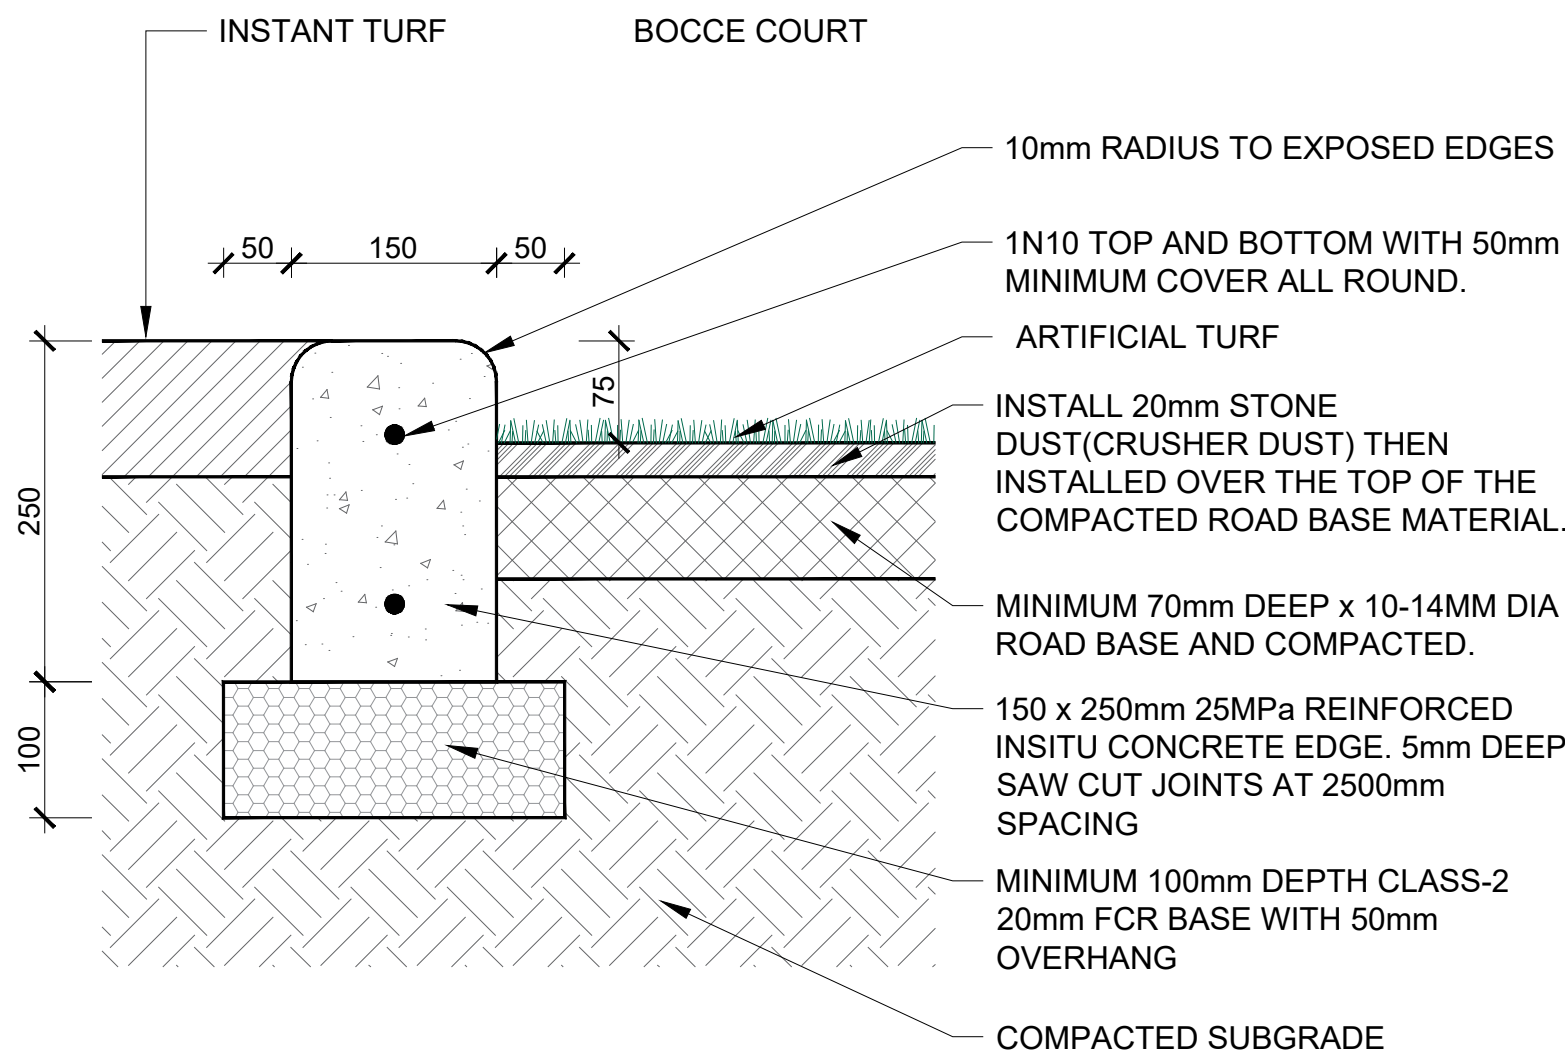 INSTANT TURF
BOCCE COURT
10mm RADIUS TO EXPOSED EDGES
1N10 TOP AND BOTTOM WITH 50mm
MINIMUM COVER ALL ROUND.
50
150
50
ARTIFICIAL TURF
75
INSTALL 20mm STONE
DUST(CRUSHER DUST) THEN
INSTALLED OVER THE TOP OF THE
COMPACTED ROAD BASE MATERIAL.
250
MINIMUM 70mm DEEP x 10-14MM DIA
ROAD BASE AND COMPACTED.
150 x 250mm 25MPa REINFORCED
INSITU CONCRETE EDGE. 5mm DEEP
SAW CUT JOINTS AT 2500mm
SPACING
100
MINIMUM 100mm DEPTH CLASS-2
20mm FCR BASE WITH 50mm
OVERHANG
COMPACTED SUBGRADE